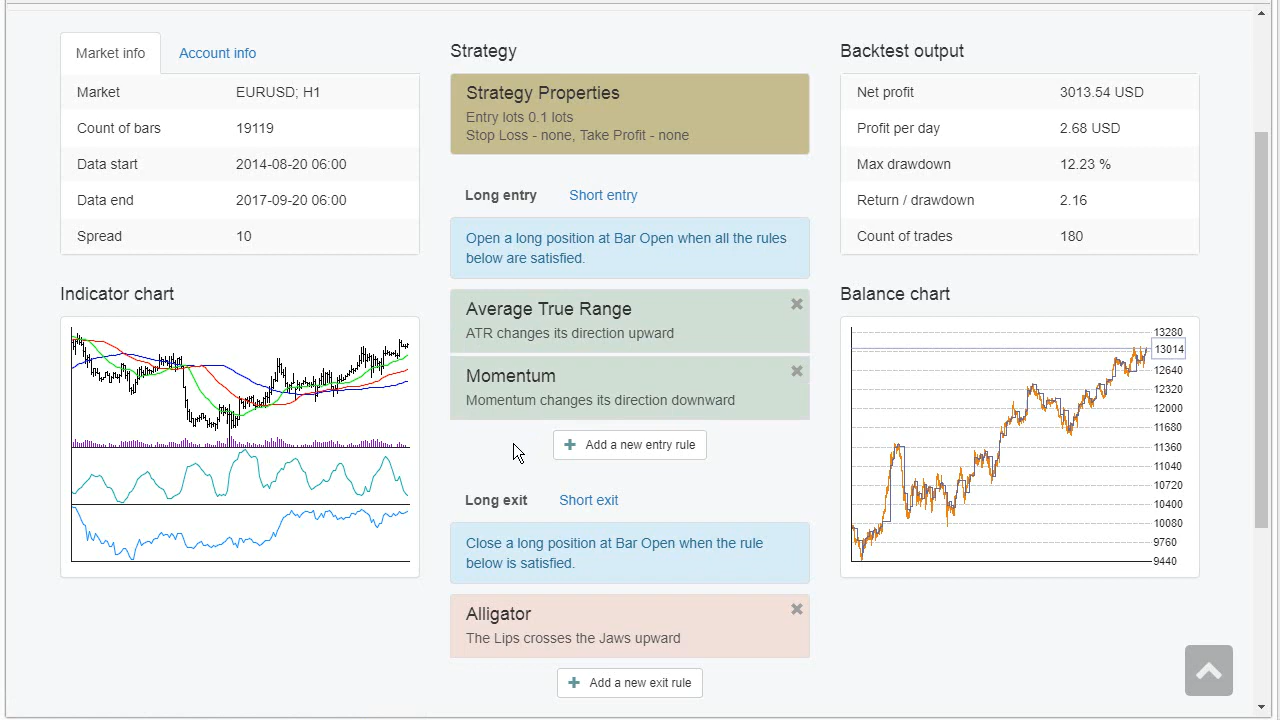 Market info
Account info
Market EURUSD; H1
Count of bars 19119
Data start 2014-08-20 06:00
Data end 2017-09-20 06:00
Spread 10
Indicator chart
Strategy
Strategy Properties
Entry lots 0.1 lots
Stop Loss - none, Take Profit - none
Long entry
Short entry
Open a long position at Bar Open when all the rules
below are satisfied.
Average True Range
ATR changes its direction upward
Momentum
Momentum changes its direction downward
Add a new entry rule
Long exit
Short exit
Close a long position at Bar Open when the rule
below is satisfied.
Alligator
The Lips crosses the Jaws upward
Add a new exit rule
Backtest output
Net profit 3013.54 USD
Profit per day 2.68 USD
Max drawdown 12.23 %
Return / drawdown 2.16
Count of trades 180
Balance chart
13280
13014
12640
12320
12000
11680
11360
11040
10720
10400
10080
9760
9440